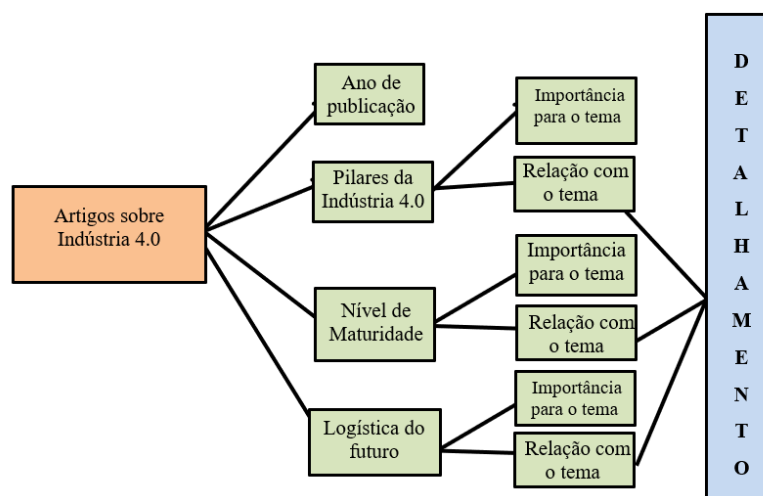 Artigos sobre
Indústria 4.0
Ano de
publicação
Pilares da
Indústria 4.0
Nível de
Maturidade
Logística do
futuro
Importância
para o tema
Relação com
o tema
Importância
para o tema
Relação com
o tema
Importância
para o tema
Relação com
o tema
D
E
T
A
L
H
A
M
E
N
T
O